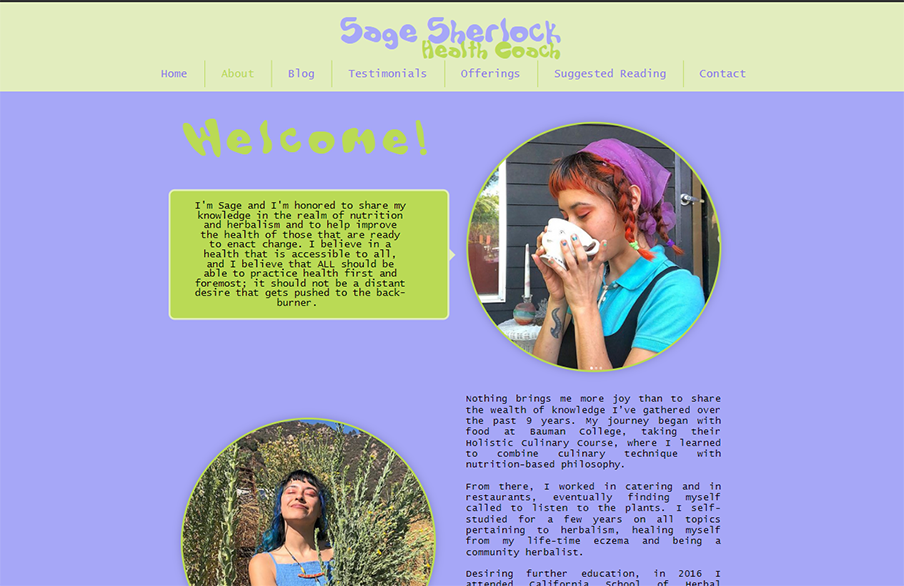 Sage Sherlock
Health Coach
Home
About
Blog
Testimonials
Offerings
Suggested Reading
Contact
Welcome!
I'm Sage and I'm honored to share my
knowledge in the realm of nutrition
and herbalism and to help improve
the health of those that are ready
to enact change. I believe in a
health that is accessible to all,
and I believe that ALL should be
able to practice health first and
foremost; it should not be a distant
desire that gets pushed to the back-
burner.
Nothing brings me more joy than to share
the wealth of knowledge I've gathered over
the past 9 years. My journey began with
food at Bauman College, taking their
Holistic Culinary Course, where I learned
to combine culinary technique with
nutrition-based philosophy.
From there, I worked in catering and in
restaurants, eventually finding myself
called to listen to the plants. I self-
studied for a few years on all topics
pertaining to herbalism, healing myself
from my life-time eczema and being a
community herbalist.
Desiring further education, in 2016 I
attended California School of Herbal